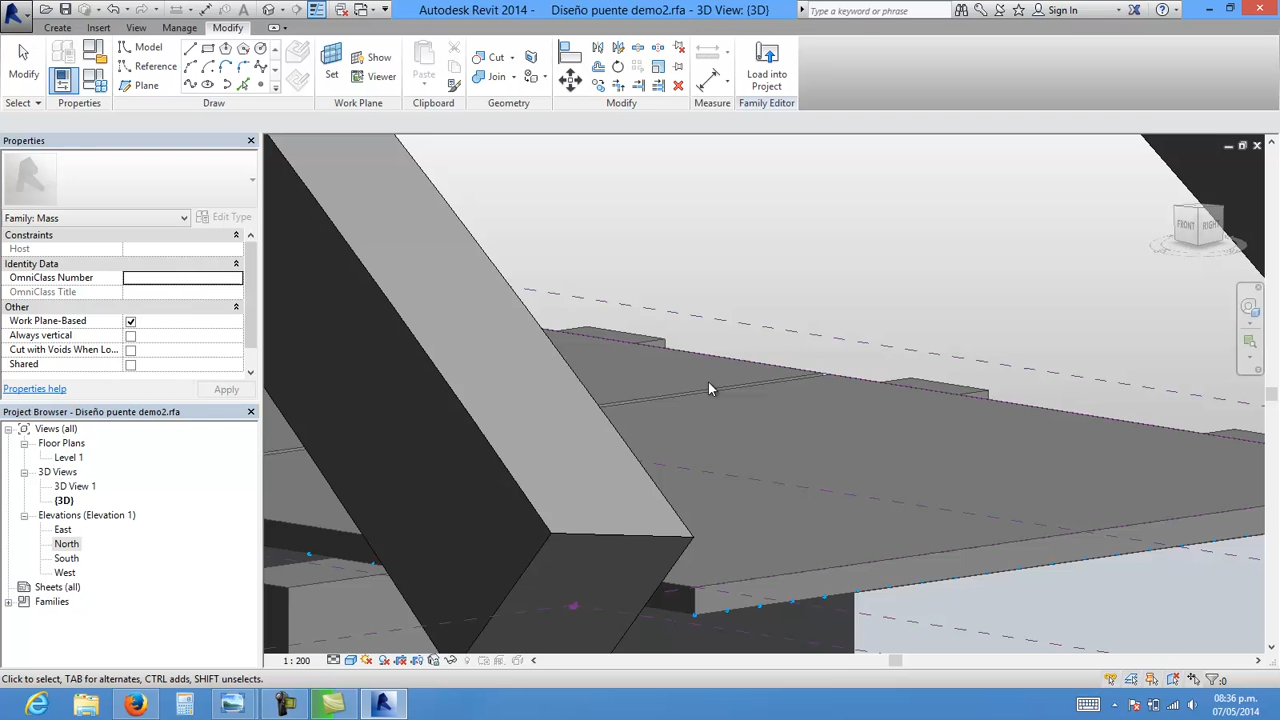 Autodesk Revit 2014 - Diseño puente demo2.rfa - 3D View: {3D}
Type a keyword or phrase
Sign In
Create Insert View Manage Modify
Modify
Select
Properties
Model
Reference
Plane
Draw
Set
Show
Viewer
Work Plane
Paste
Clipboard
Cut
Join
Geometry
Modify
Measure
Load into
Project
Family Editor
Properties
Family: Mass
Edit Type
Constraints
Host
Identity Data
OmniClass Number
OmniClass Title
Other
Work Plane-Based
Always vertical
Cut with Voids When Lo...
Shared
Properties help
Apply
Project Browser - Diseño puente demo2.rfa
Views (all)
Floor Plans
Level 1
3D Views
3D View 1
{3D}
Elevations (Elevation 1)
East
North
South
West
Sheets (all)
Families
FRONT RIGHT
1 : 200
Click to select, TAB for alternates, CTRL adds, SHIFT unselects.
:0
08:36 p.m.
07/05/2014